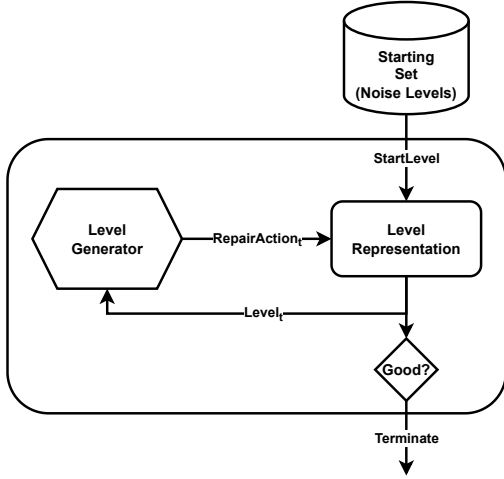 Starting
Set
(Noise Levels)
StartLevel
Level
Generator
RepairActionₜ
Level
Representation
Levelₜ
Good?
Terminate